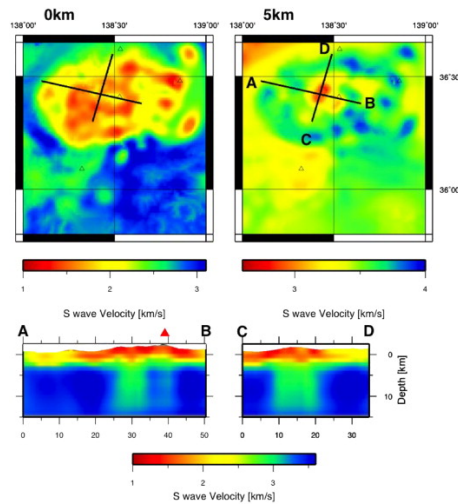 0km 5km
138˚00' 138˚30' 139˚00' 138˚00' 138˚30' 139˚00'
A B C D
36˚30'
36˚00'
1 2 3
S wave Velocity [km/s]
3 4
S wave Velocity [km/s]
A B C D
0
10
Depth [km]
0 10 20 30 40 50
0 10 20 30
1 2 3
S wave Velocity [km/s]